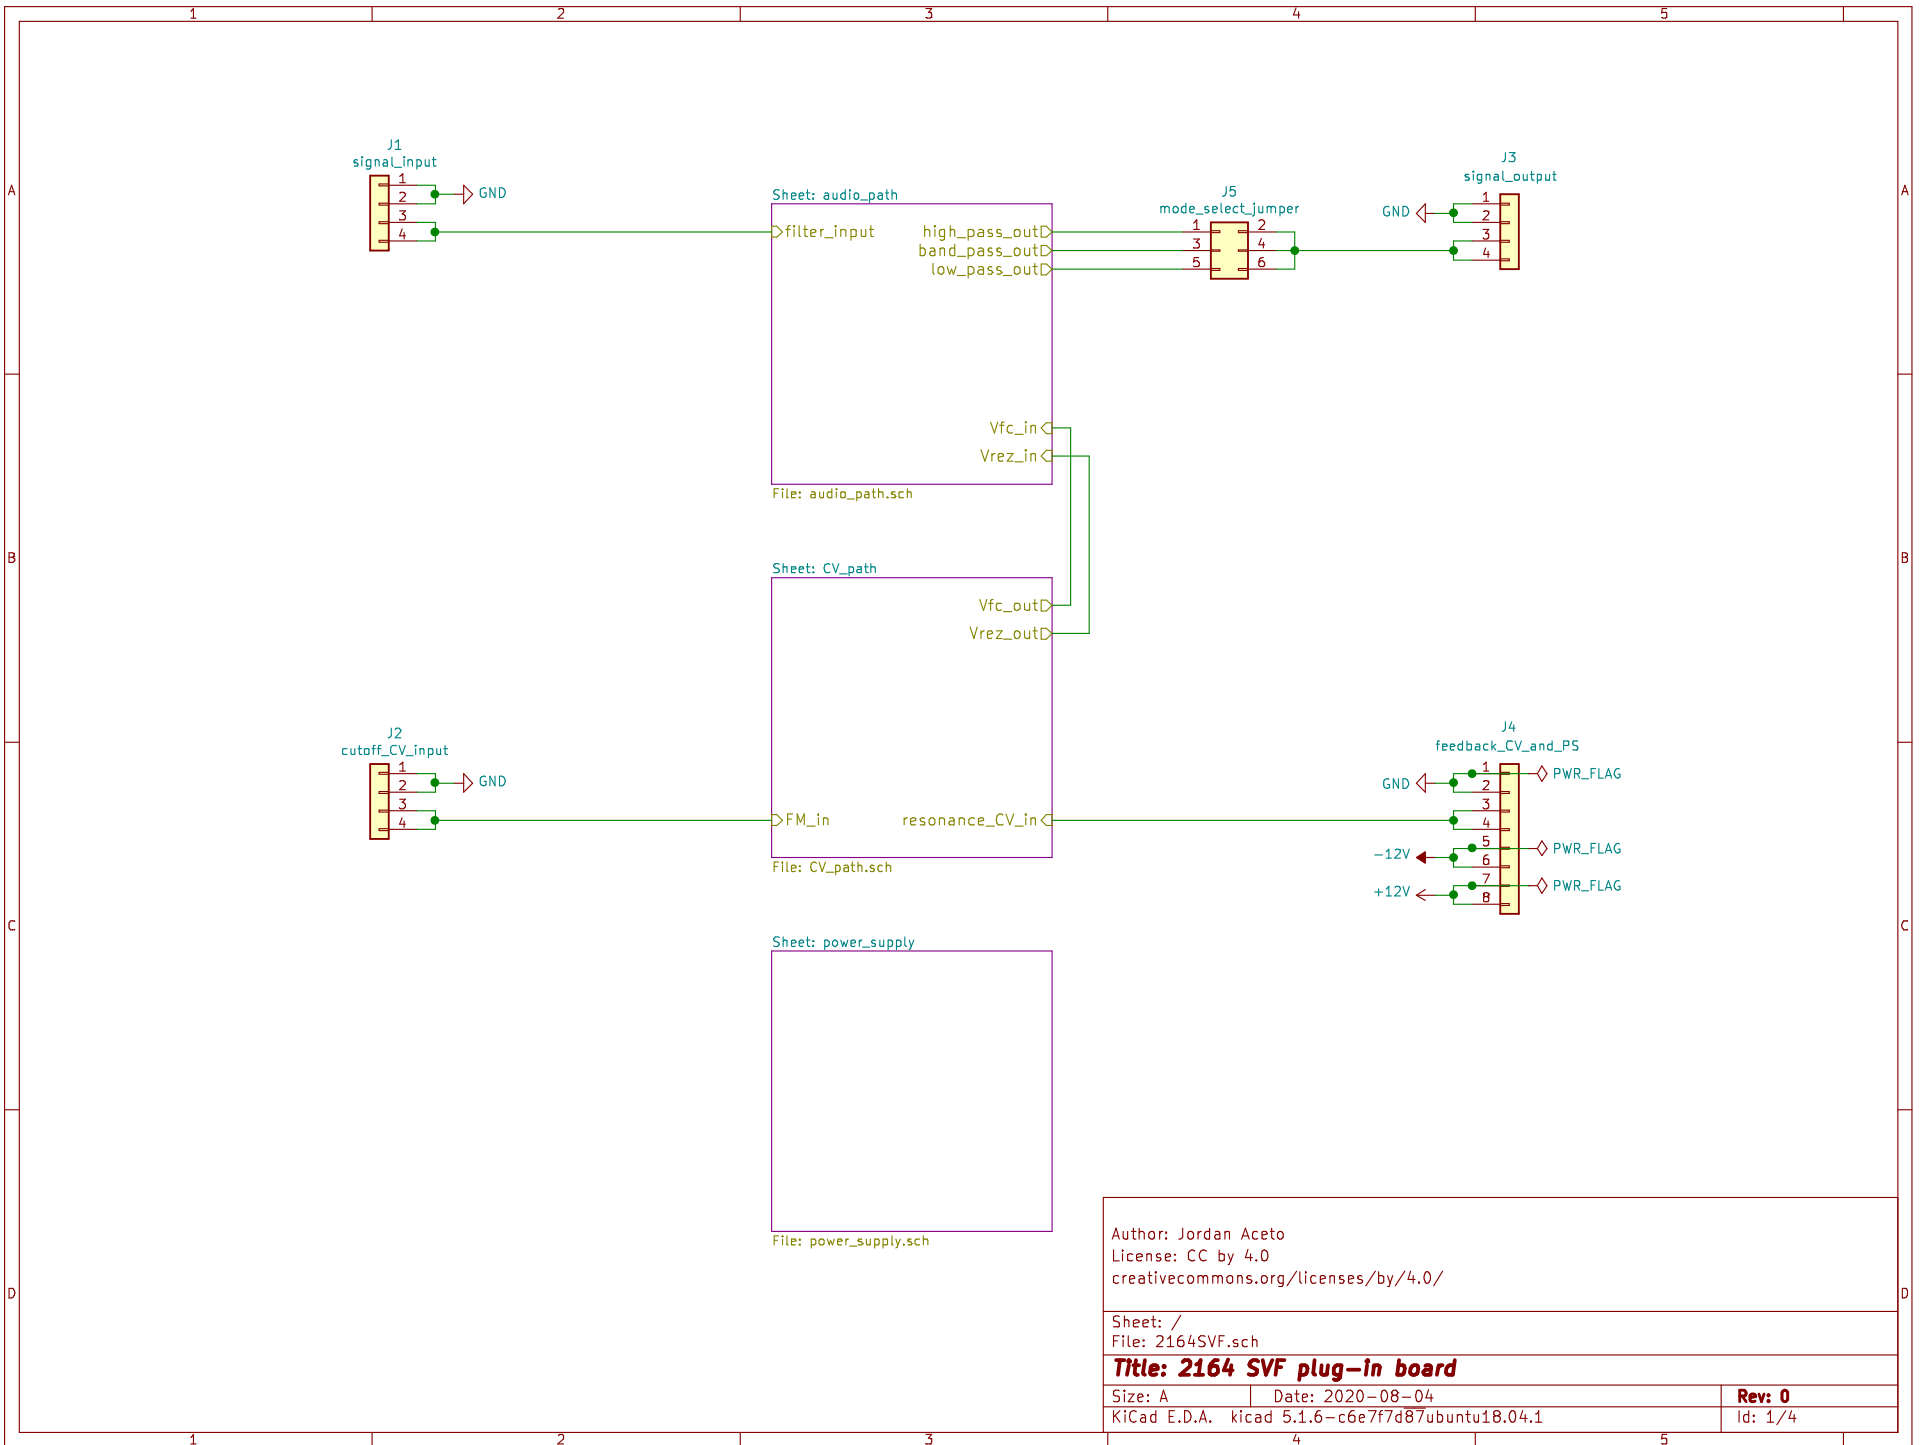 1 2 3 4 5
A A
B B
C C
D D
J1
signal_input
1
2
3
4
GND
Sheet: audio_path
filter_input
high_pass_out
band_pass_out
low_pass_out
Vfc_in
Vrez_in
File: audio_path.sch
J5
mode_select_jumper
1 2
3 4
5 6
J3
signal_output
GND
1
2
3
4
Sheet: CV_path
Vfc_out
Vrez_out
FM_in
resonance_CV_in
File: CV_path.sch
J2
cutoff_CV_input
1
2
3
4
GND
J4
feedback_CV_and_PS
GND
-12V
+12V
1
2
3
4
5
6
7
8
PWR_FLAG
PWR_FLAG
PWR_FLAG
Sheet: power_supply
File: power_supply.sch
Author: Jordan Aceto
License: CC by 4.0
creativecommons.org/licenses/by/4.0/
Sheet: /
File: 2164SVF.sch
Title: 2164 SVF plug-in board
Size: A Date: 2020-08-04 Rev: 0
KiCad E.D.A. kicad 5.1.6-c6e7f7d87ubuntu18.04.1 Id: 1/4
1 2 3 4 5